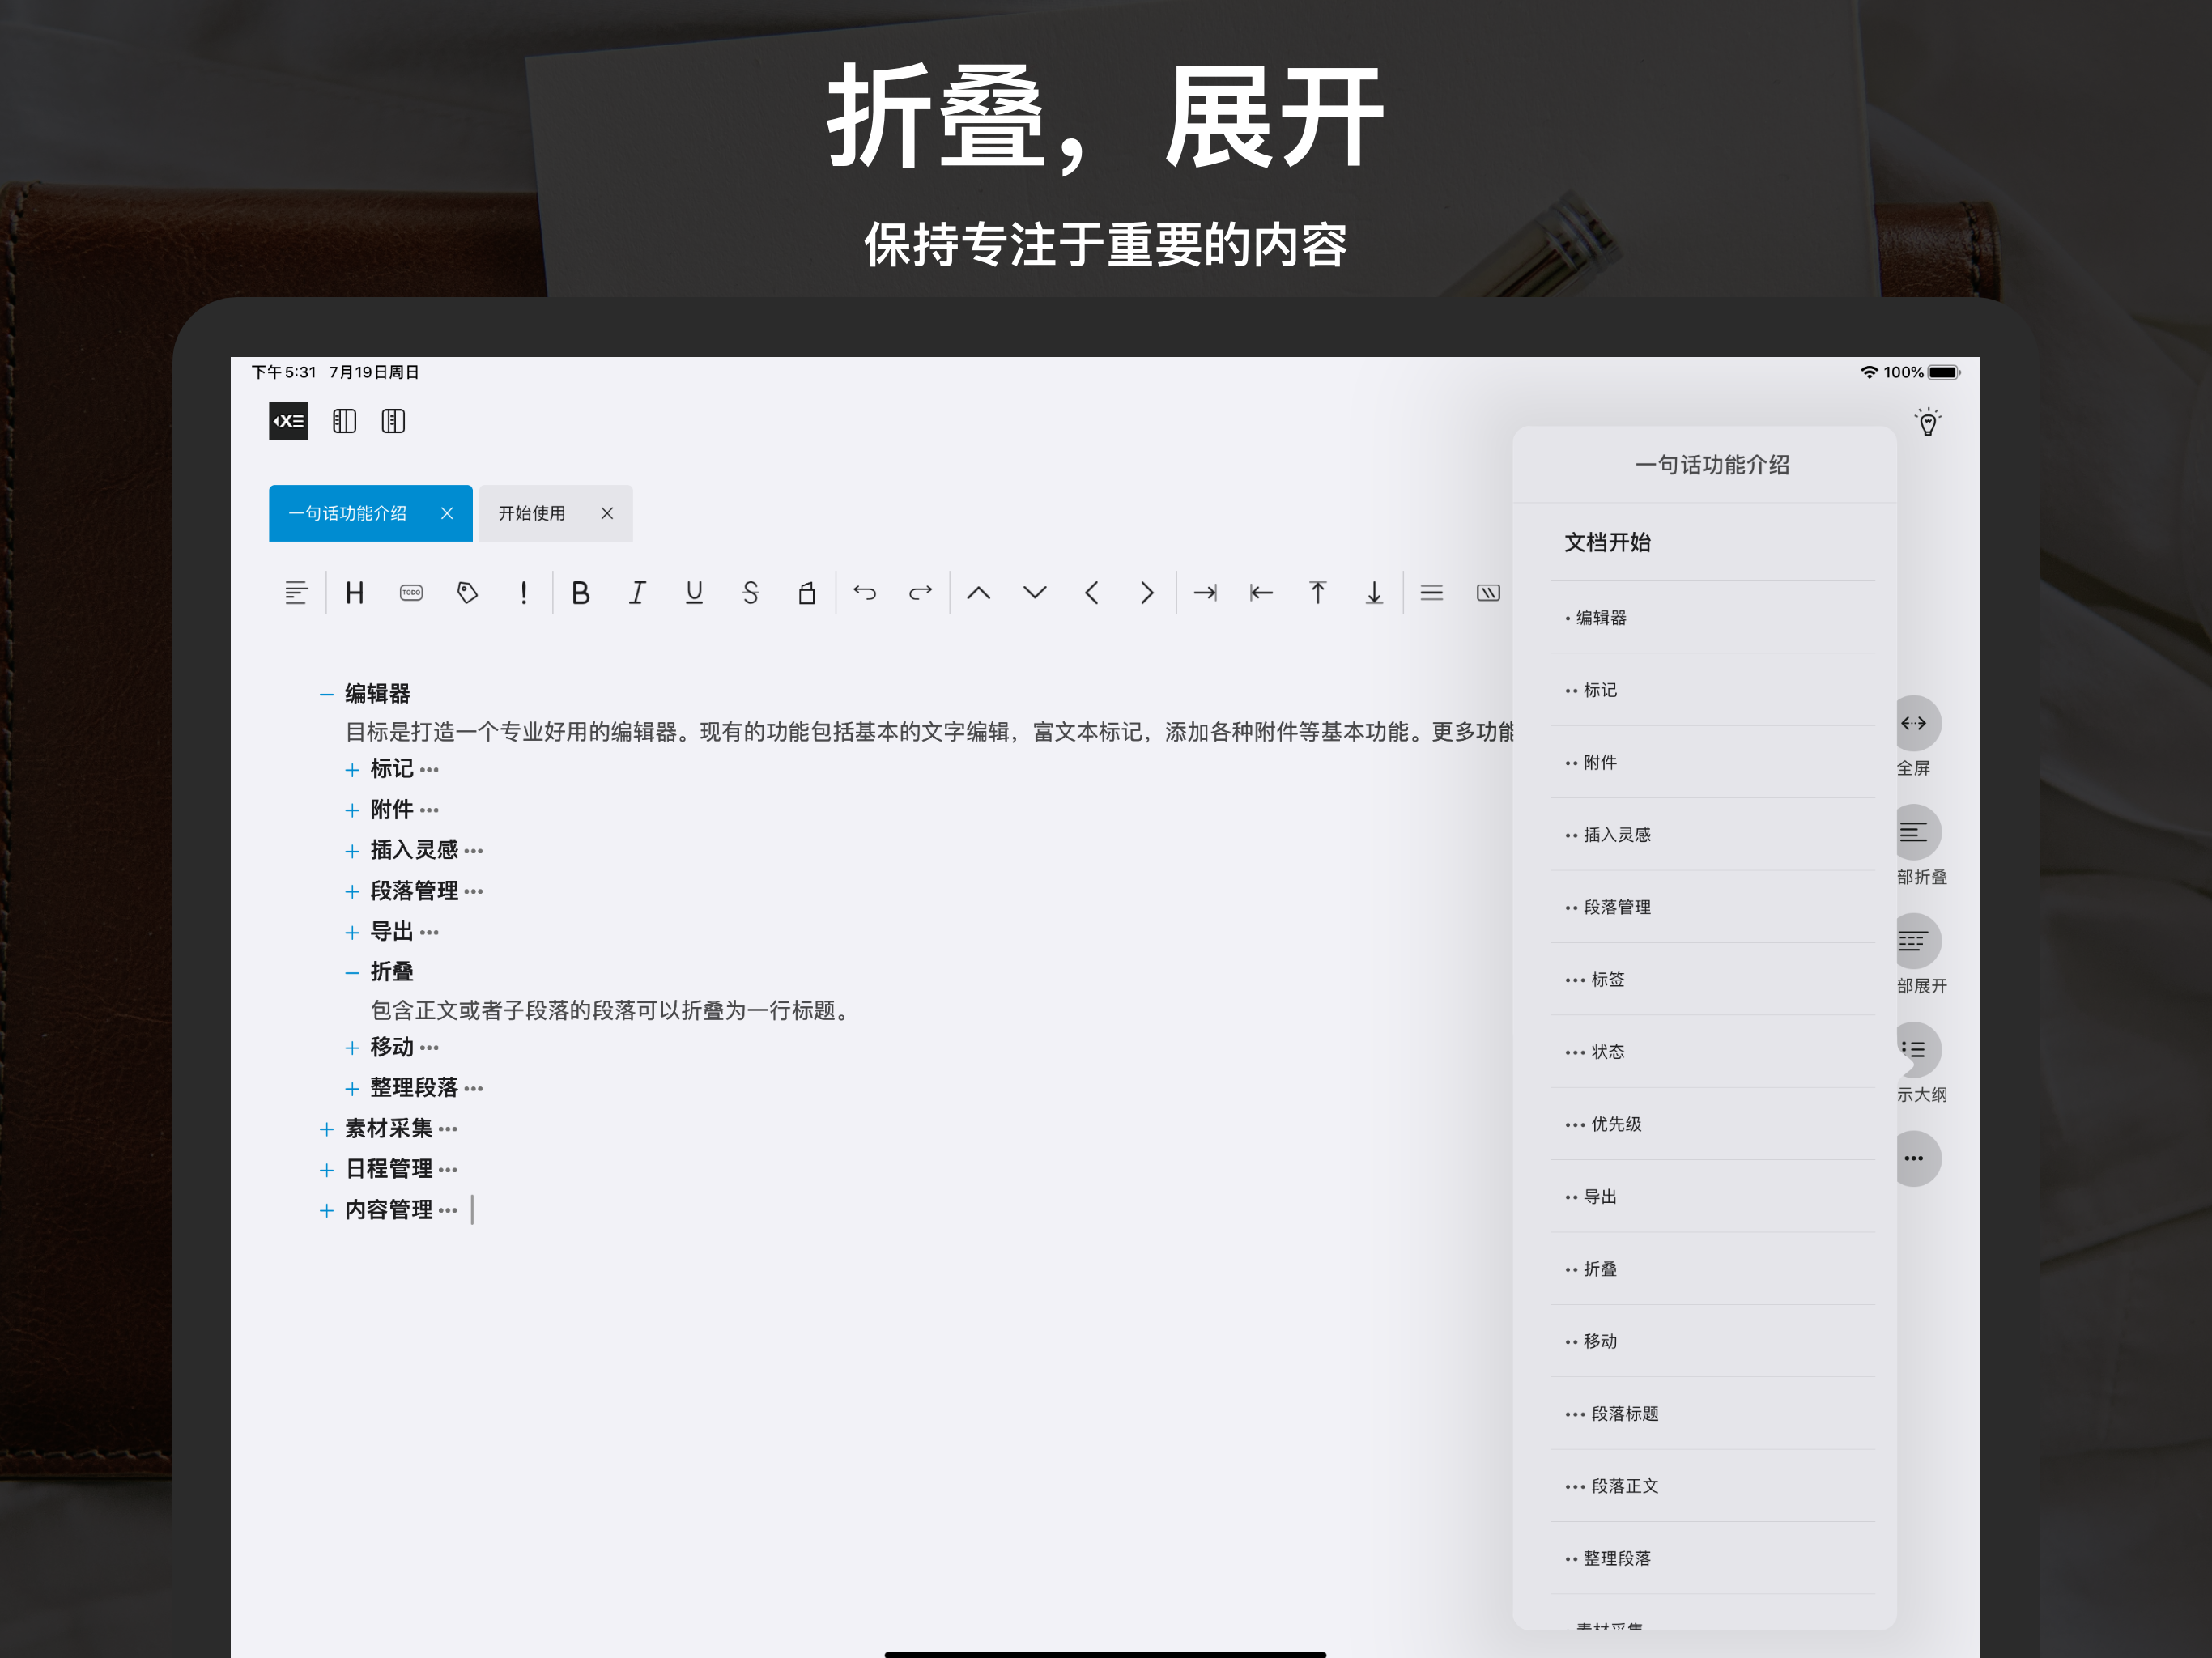 折叠，展开
保持专注于重要的内容
下午5:31 7月19日周日
100%
一句话功能介绍
开始使用
H TODO ! B I U S
编辑器
目标是打造一个专业好用的编辑器。现有的功能包括基本的文字编辑，富文本标记，添加各种附件等基本功能。更多功能
标记 •••
附件 •••
插入灵感 •••
段落管理 •••
导出 •••
折叠
包含正文或者子段落的段落可以折叠为一行标题。
移动 •••
整理段落 •••
素材采集 •••
日程管理 •••
内容管理 •••
一句话功能介绍
文档开始
• 编辑器
•• 标记
•• 附件
•• 插入灵感
•• 段落管理
••• 标签
••• 状态
••• 优先级
•• 导出
•• 折叠
•• 移动
••• 段落标题
••• 段落正文
•• 整理段落
• 素材采集
全屏
部折叠
部展开
示大纲